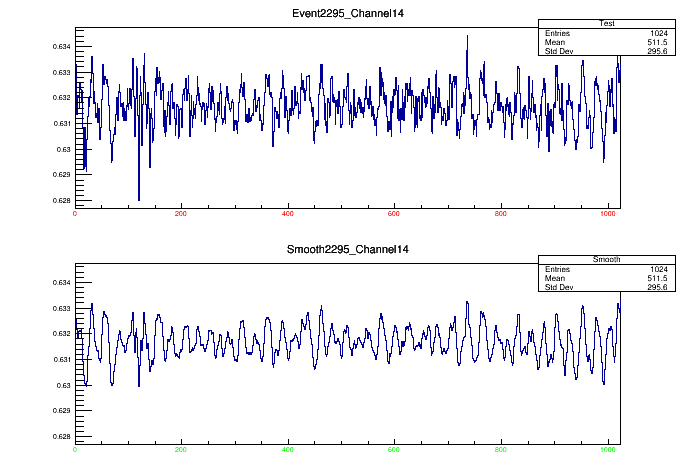 Event2295_Channel14
Test
Entries 1024
Mean 511.5
Std Dev 295.6
0.634
0.633
0.632
0.631
0.63
0.629
0.628
0 200 400 600 800 1000
Smooth2295_Channel14
Smooth
Entries 1024
Mean 511.5
Std Dev 295.6
0.634
0.633
0.632
0.631
0.63
0.629
0.628
0 200 400 600 800 1000